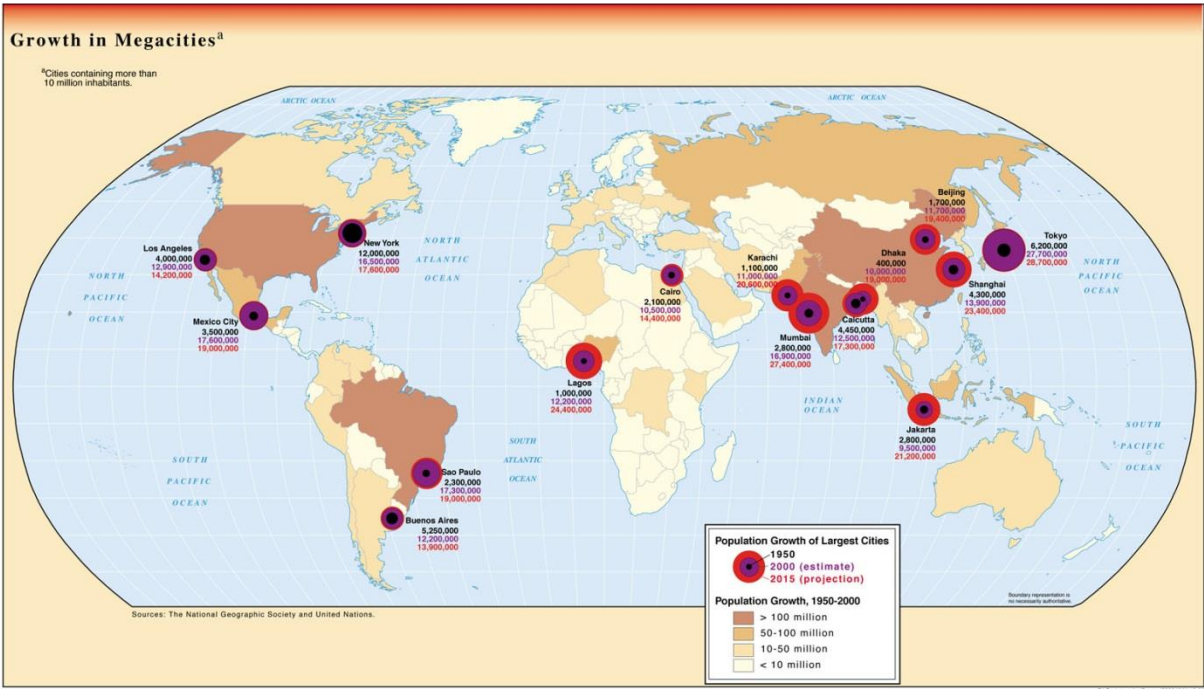 Growth in Megacitiesa
aCities containing more than
10 million inhabitants.
ARCTIC OCEAN
ARCTIC OCEAN
Beijing
1,700,000
11,700,000
19,400,000
Tokyo
6,200,000
27,700,000
28,700,000
New York
12,000,000
16,500,000
17,600,000
Los Angeles
4,000,000
12,900,000
14,200,000
NORTH
ATLANTIC
OCEAN
Karachi
1,100,000
11,000,000
20,600,000
Dhaka
400,000
10,000,000
19,000,000
NORTH
PACIFIC
OCEAN
NORTH
PACIFIC
OCEAN
Cairo
2,100,000
10,500,000
14,400,000
Shanghai
4,300,000
13,900,000
23,400,000
Mexico City
3,500,000
17,600,000
19,000,000
Calcutta
4,450,000
12,500,000
17,300,000
Mumbai
2,800,000
16,900,000
27,400,000
Lagos
1,000,000
12,200,000
24,400,000
INDIAN
OCEAN
Jakarta
2,800,000
9,500,000
21,200,000
SOUTH
PACIFIC
OCEAN
SOUTH
ATLANTIC
OCEAN
SOUTH
PACIFIC
OCEAN
Sao Paulo
2,300,000
17,300,000
19,000,000
Buenos Aires
5,250,000
12,200,000
13,900,000
Population Growth of Largest Cities
1950
2000 (estimate)
2015 (projection)
Population Growth, 1950-2000
> 100 million
50-100 million
10-50 million
< 10 million
Boundary representation is
no necessarily authoritative.
Sources: The National Geographic Society and United Nations.